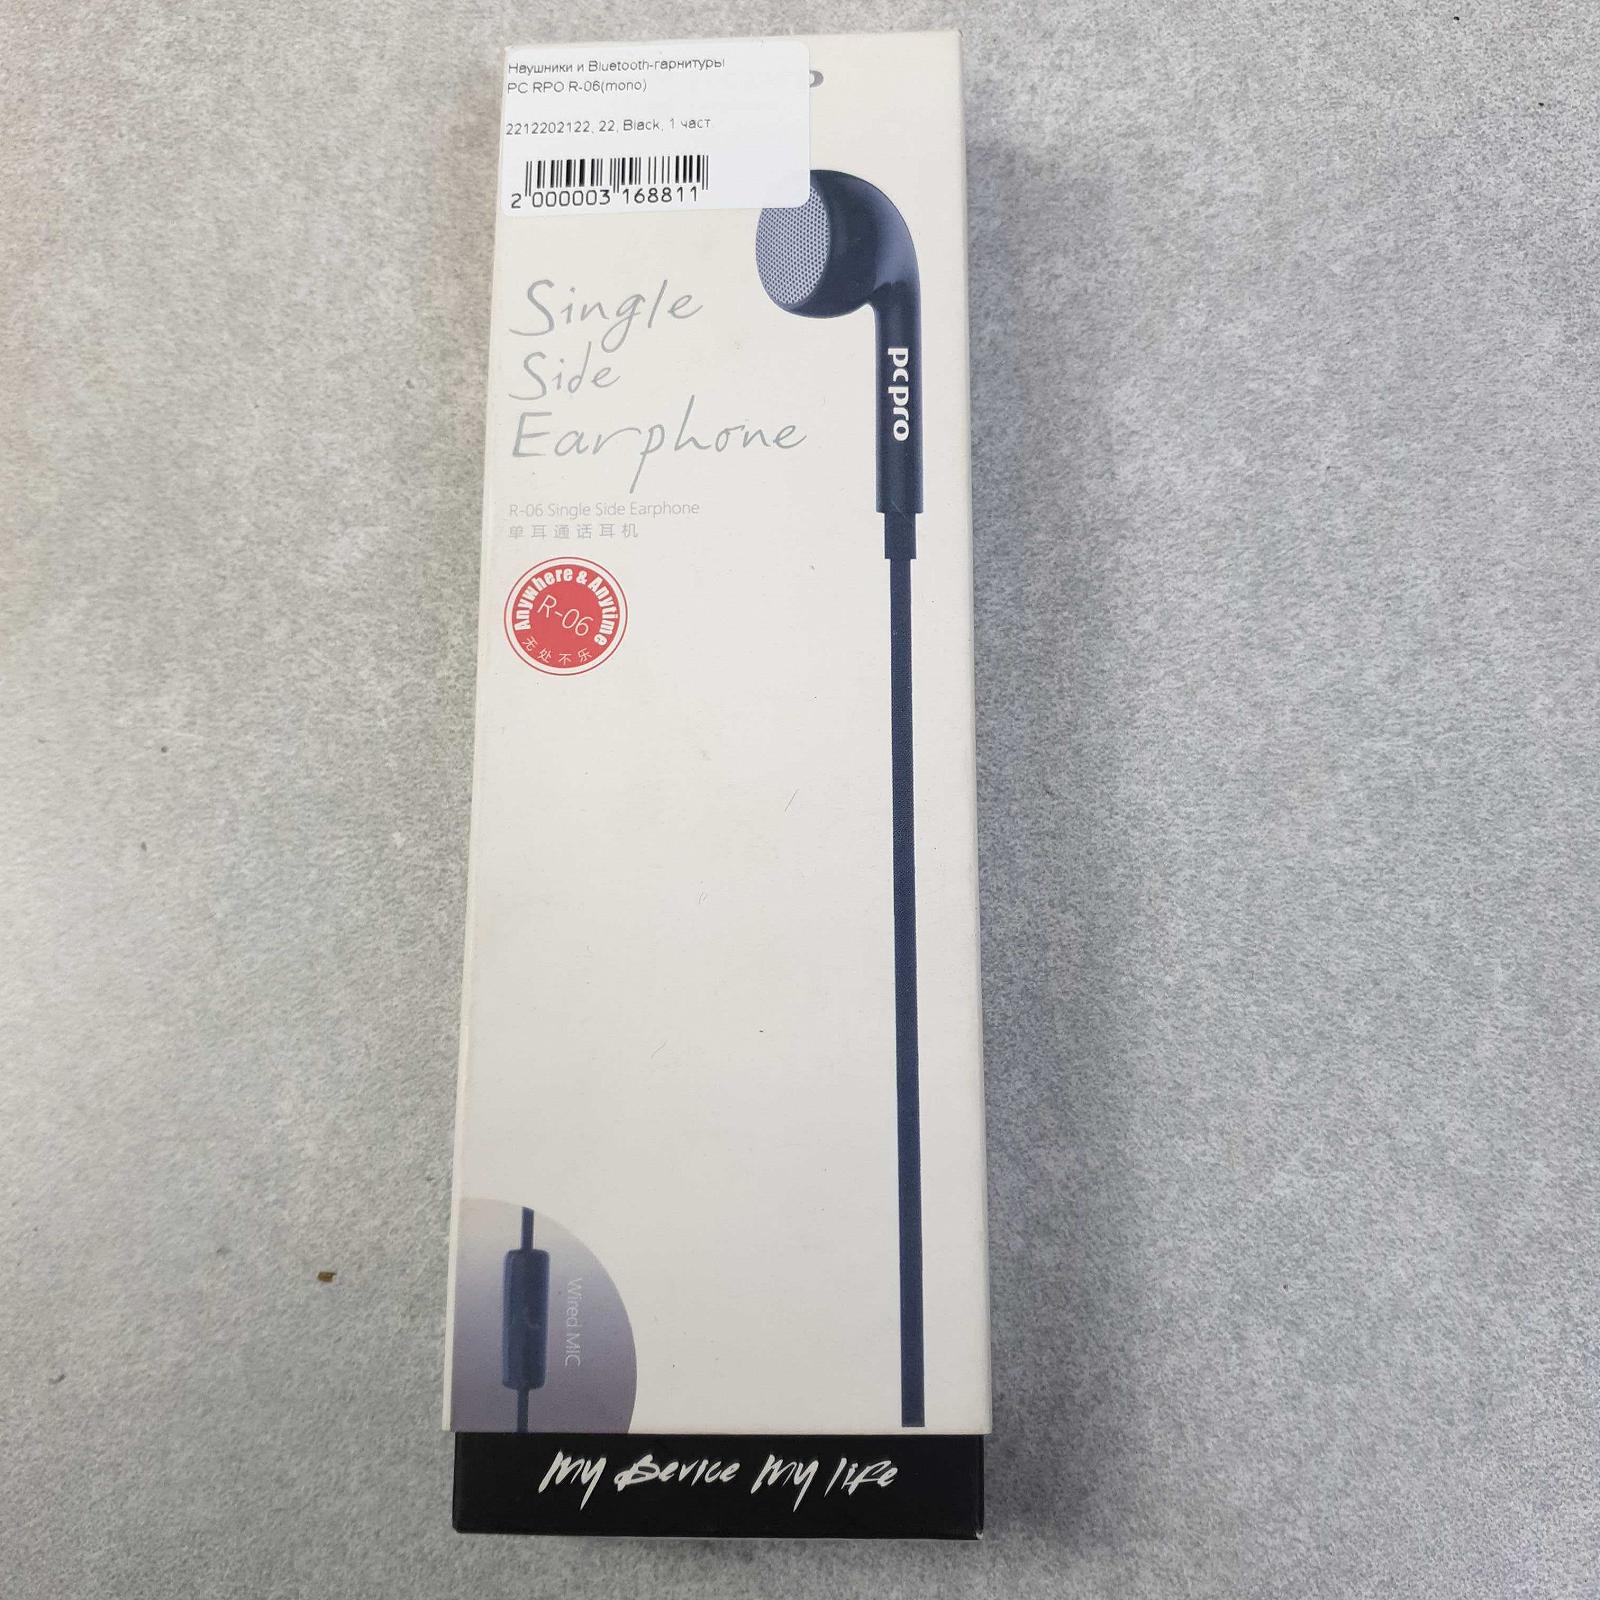 Наушники и Bluetooth-гарнитуры
PC RPO R-06(mono)
2212202122, 22, Black, 1 част.
2 000003 168811
Single
Side
Earphone
pcpro
R-06 Single Side Earphone
单耳通话耳机
Anywhere & Anytime
R-06
无处不乐
Wired MIC
My Device My life